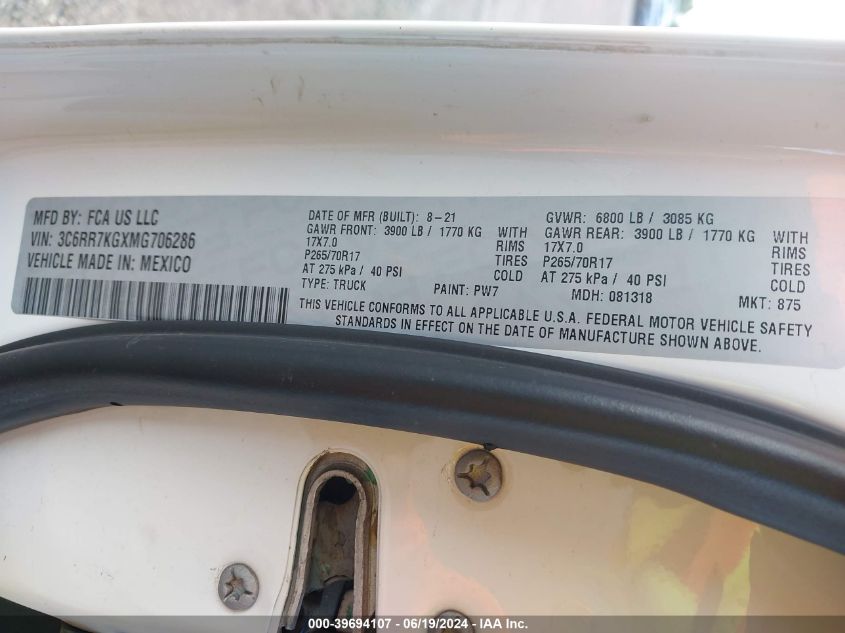 MFD BY: FCA US LLC
VIN: 3C6RR7KGXMG706286
VEHICLE MADE IN: MEXICO
DATE OF MFR (BUILT): 8-21
GAWR FRONT: 3900 LB / 1770 KG WITH
17X7.0 RIMS
P265/70R17 TIRES
AT 275 kPa / 40 PSI COLD
TYPE: TRUCK PAINT: PW7
GVWR: 6800 LB / 3085 KG
GAWR REAR: 3900 LB / 1770 KG WITH
17X7.0 RIMS
P265/70R17 TIRES
AT 275 kPa / 40 PSI COLD
MDH: 081318 MKT: 875
THIS VEHICLE CONFORMS TO ALL APPLICABLE U.S.A. FEDERAL MOTOR VEHICLE SAFETY
STANDARDS IN EFFECT ON THE DATE OF MANUFACTURE SHOWN ABOVE.
000-39694107 - 06/19/2024 - IAA Inc.